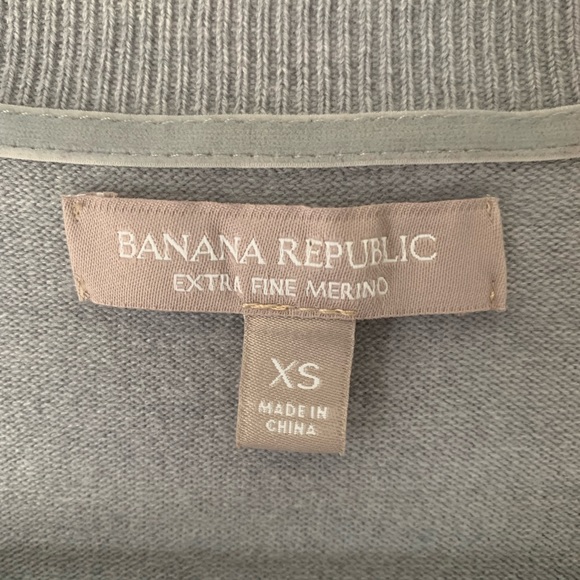 BANANA REPUBLIC
EXTRA FINE MERINO
XS
MADE IN
CHINA